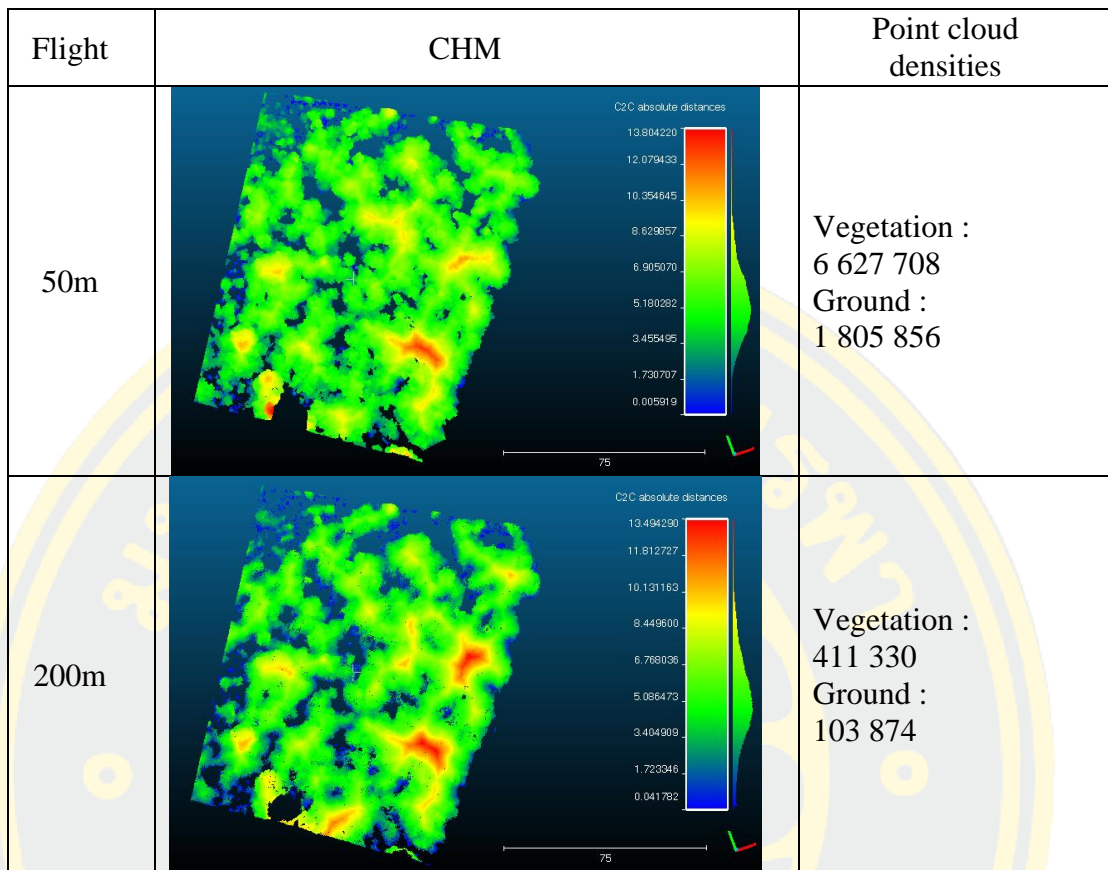 Flight
CHM
Point cloud
densities
50m
C2C absolute distances
13.804220
12.079433
10.354645
8.629857
6.905070
5.180282
3.455495
1.730707
0.005919
75
Vegetation :
6 627 708
Ground :
1 805 856
200m
C2C absolute distances
13.494290
11.812727
10.131163
8.449600
6.768036
5.086473
3.404909
1.723346
0.041782
75
Vegetation :
411 330
Ground :
103 874